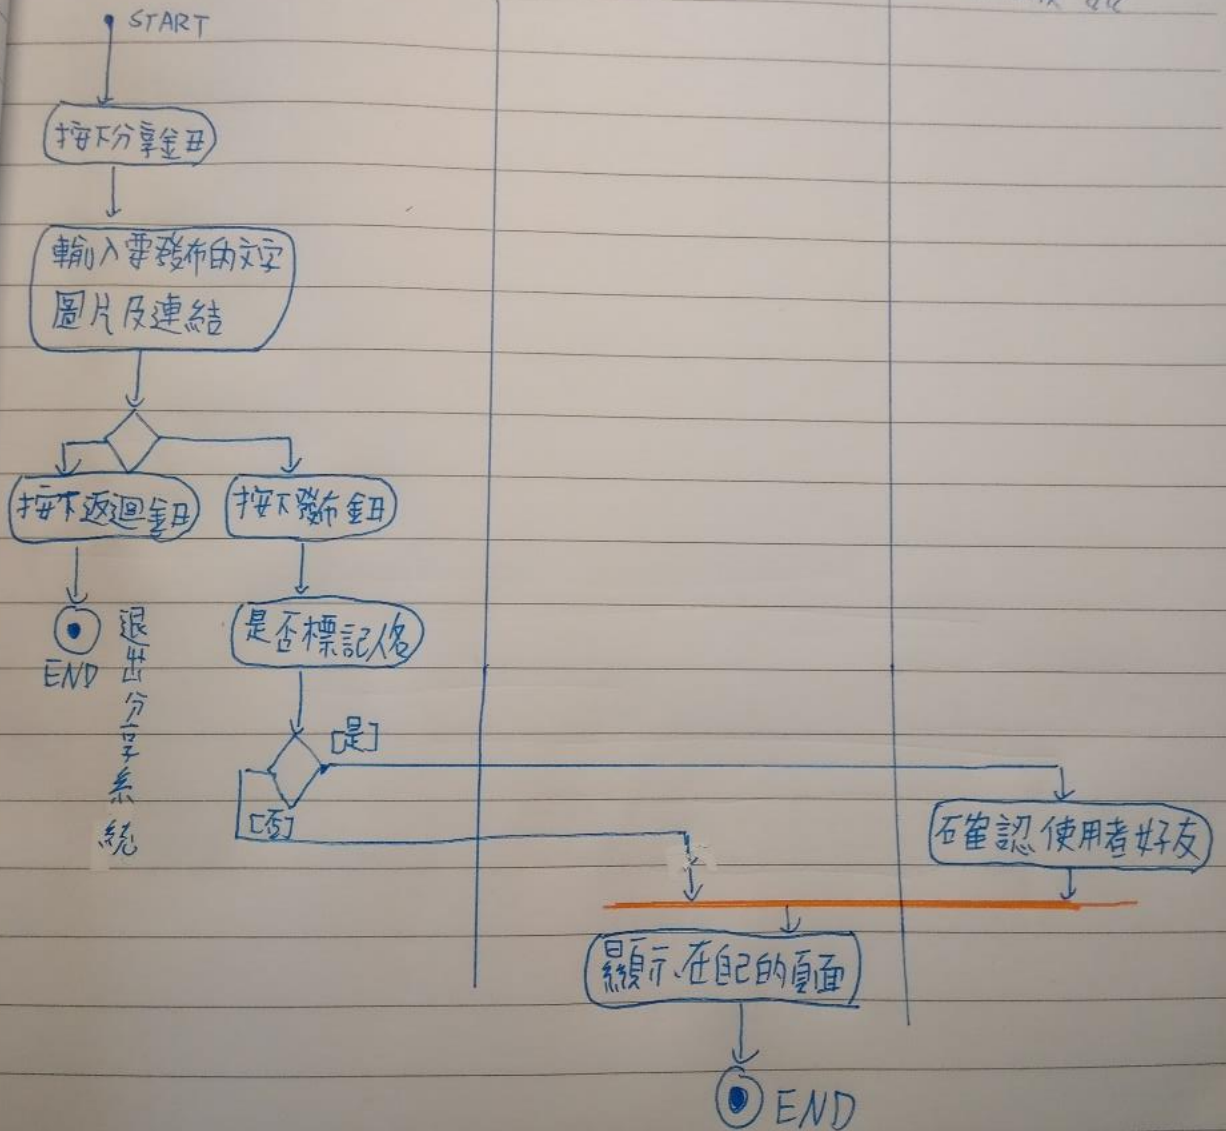 START
按下分享鈕
輸入要發布的文字
圖片及連結
按下返迴鈕
按下發布鈕
END
退出分享系統
是否標記人名
[是]
[否]
確認使用者好友
顯示在自己的頁面
END